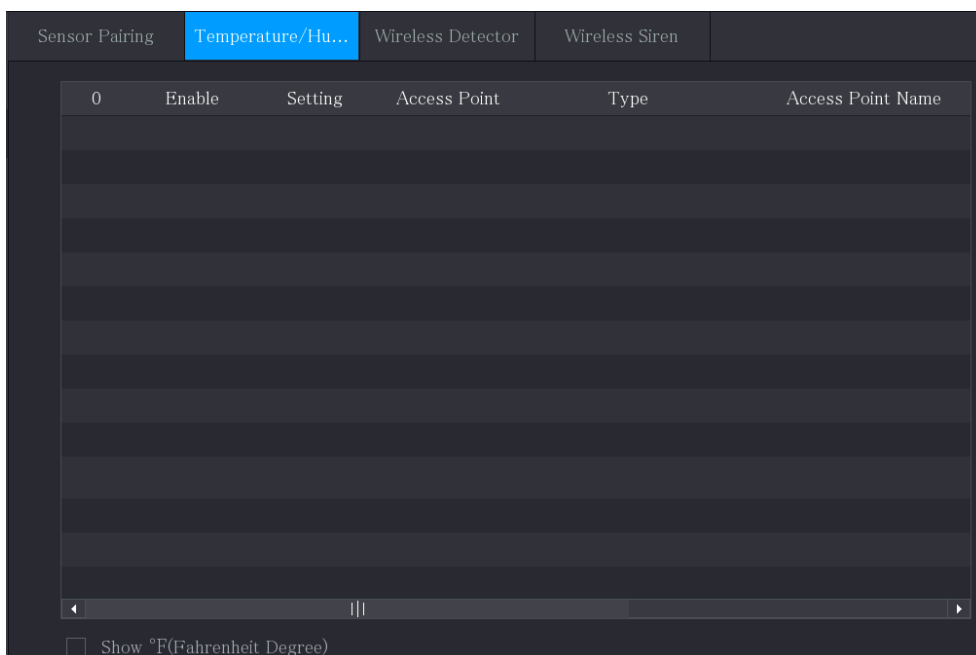 Sensor Pairing Temperature/Hu... Wireless Detector Wireless Siren
0 Enable Setting Access Point Type Access Point Name
Show °F(Fahrenheit Degree)